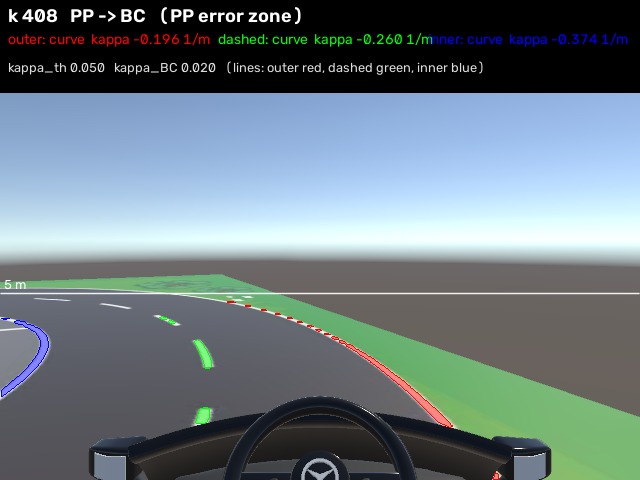 k 408 PP -> BC (PP error zone)
outer: curve kappa -0.196 1/m dashed: curve kappa -0.260 1/m inner: curve kappa -0.374 1/m
kappa_th 0.050 kappa_BC 0.020 (lines: outer red, dashed green, inner blue)
5 m